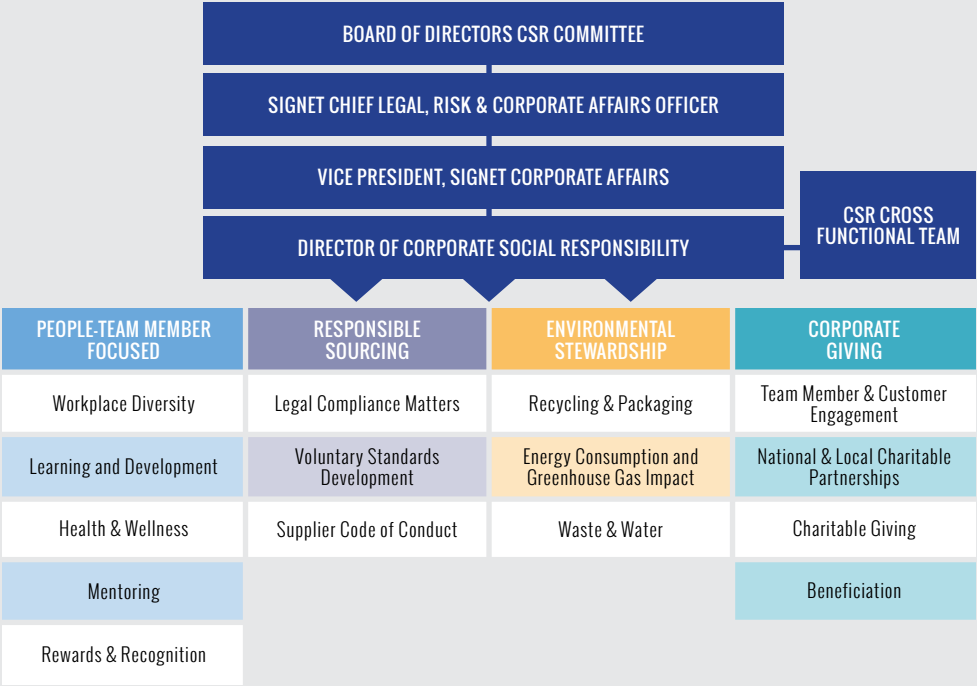 BOARD OF DIRECTORS CSR COMMITTEE
SIGNET CHIEF LEGAL, RISK & CORPORATE AFFAIRS OFFICER
VICE PRESIDENT, SIGNET CORPORATE AFFAIRS
CSR CROSS
FUNCTIONAL TEAM
DIRECTOR OF CORPORATE SOCIAL RESPONSIBILITY
PEOPLE-TEAM MEMBER
FOCUSED
Workplace Diversity
Learning and Development
Health & Wellness
Mentoring
Rewards & Recognition
RESPONSIBLE
SOURCING
Legal Compliance Matters
Voluntary Standards
Development
Supplier Code of Conduct
ENVIRONMENTAL
STEWARDSHIP
Recycling & Packaging
Energy Consumption and
Greenhouse Gas Impact
Waste & Water
CORPORATE
GIVING
Team Member & Customer
Engagement
National & Local Charitable
Partnerships
Charitable Giving
Beneficiation